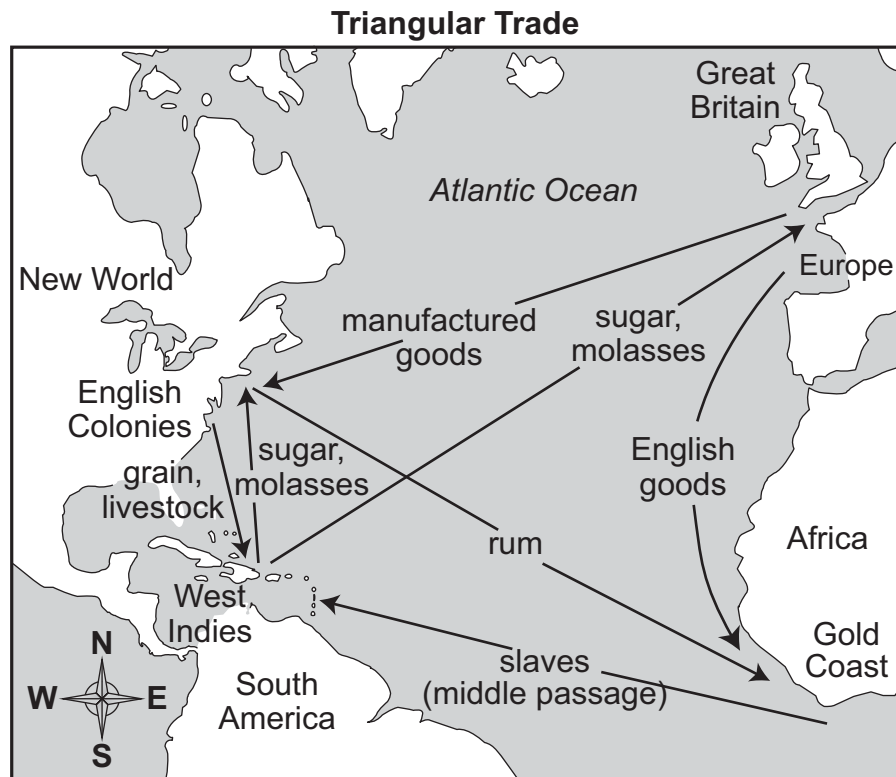 Triangular Trade
Great
Britain
Atlantic Ocean
New World
Europe
manufactured
goods
sugar,
molasses
English
Colonies
grain,
livestock
sugar,
molasses
English
goods
rum
Africa
West
Indies
Gold
Coast
slaves
(middle passage)
South
America
N
W
E
S